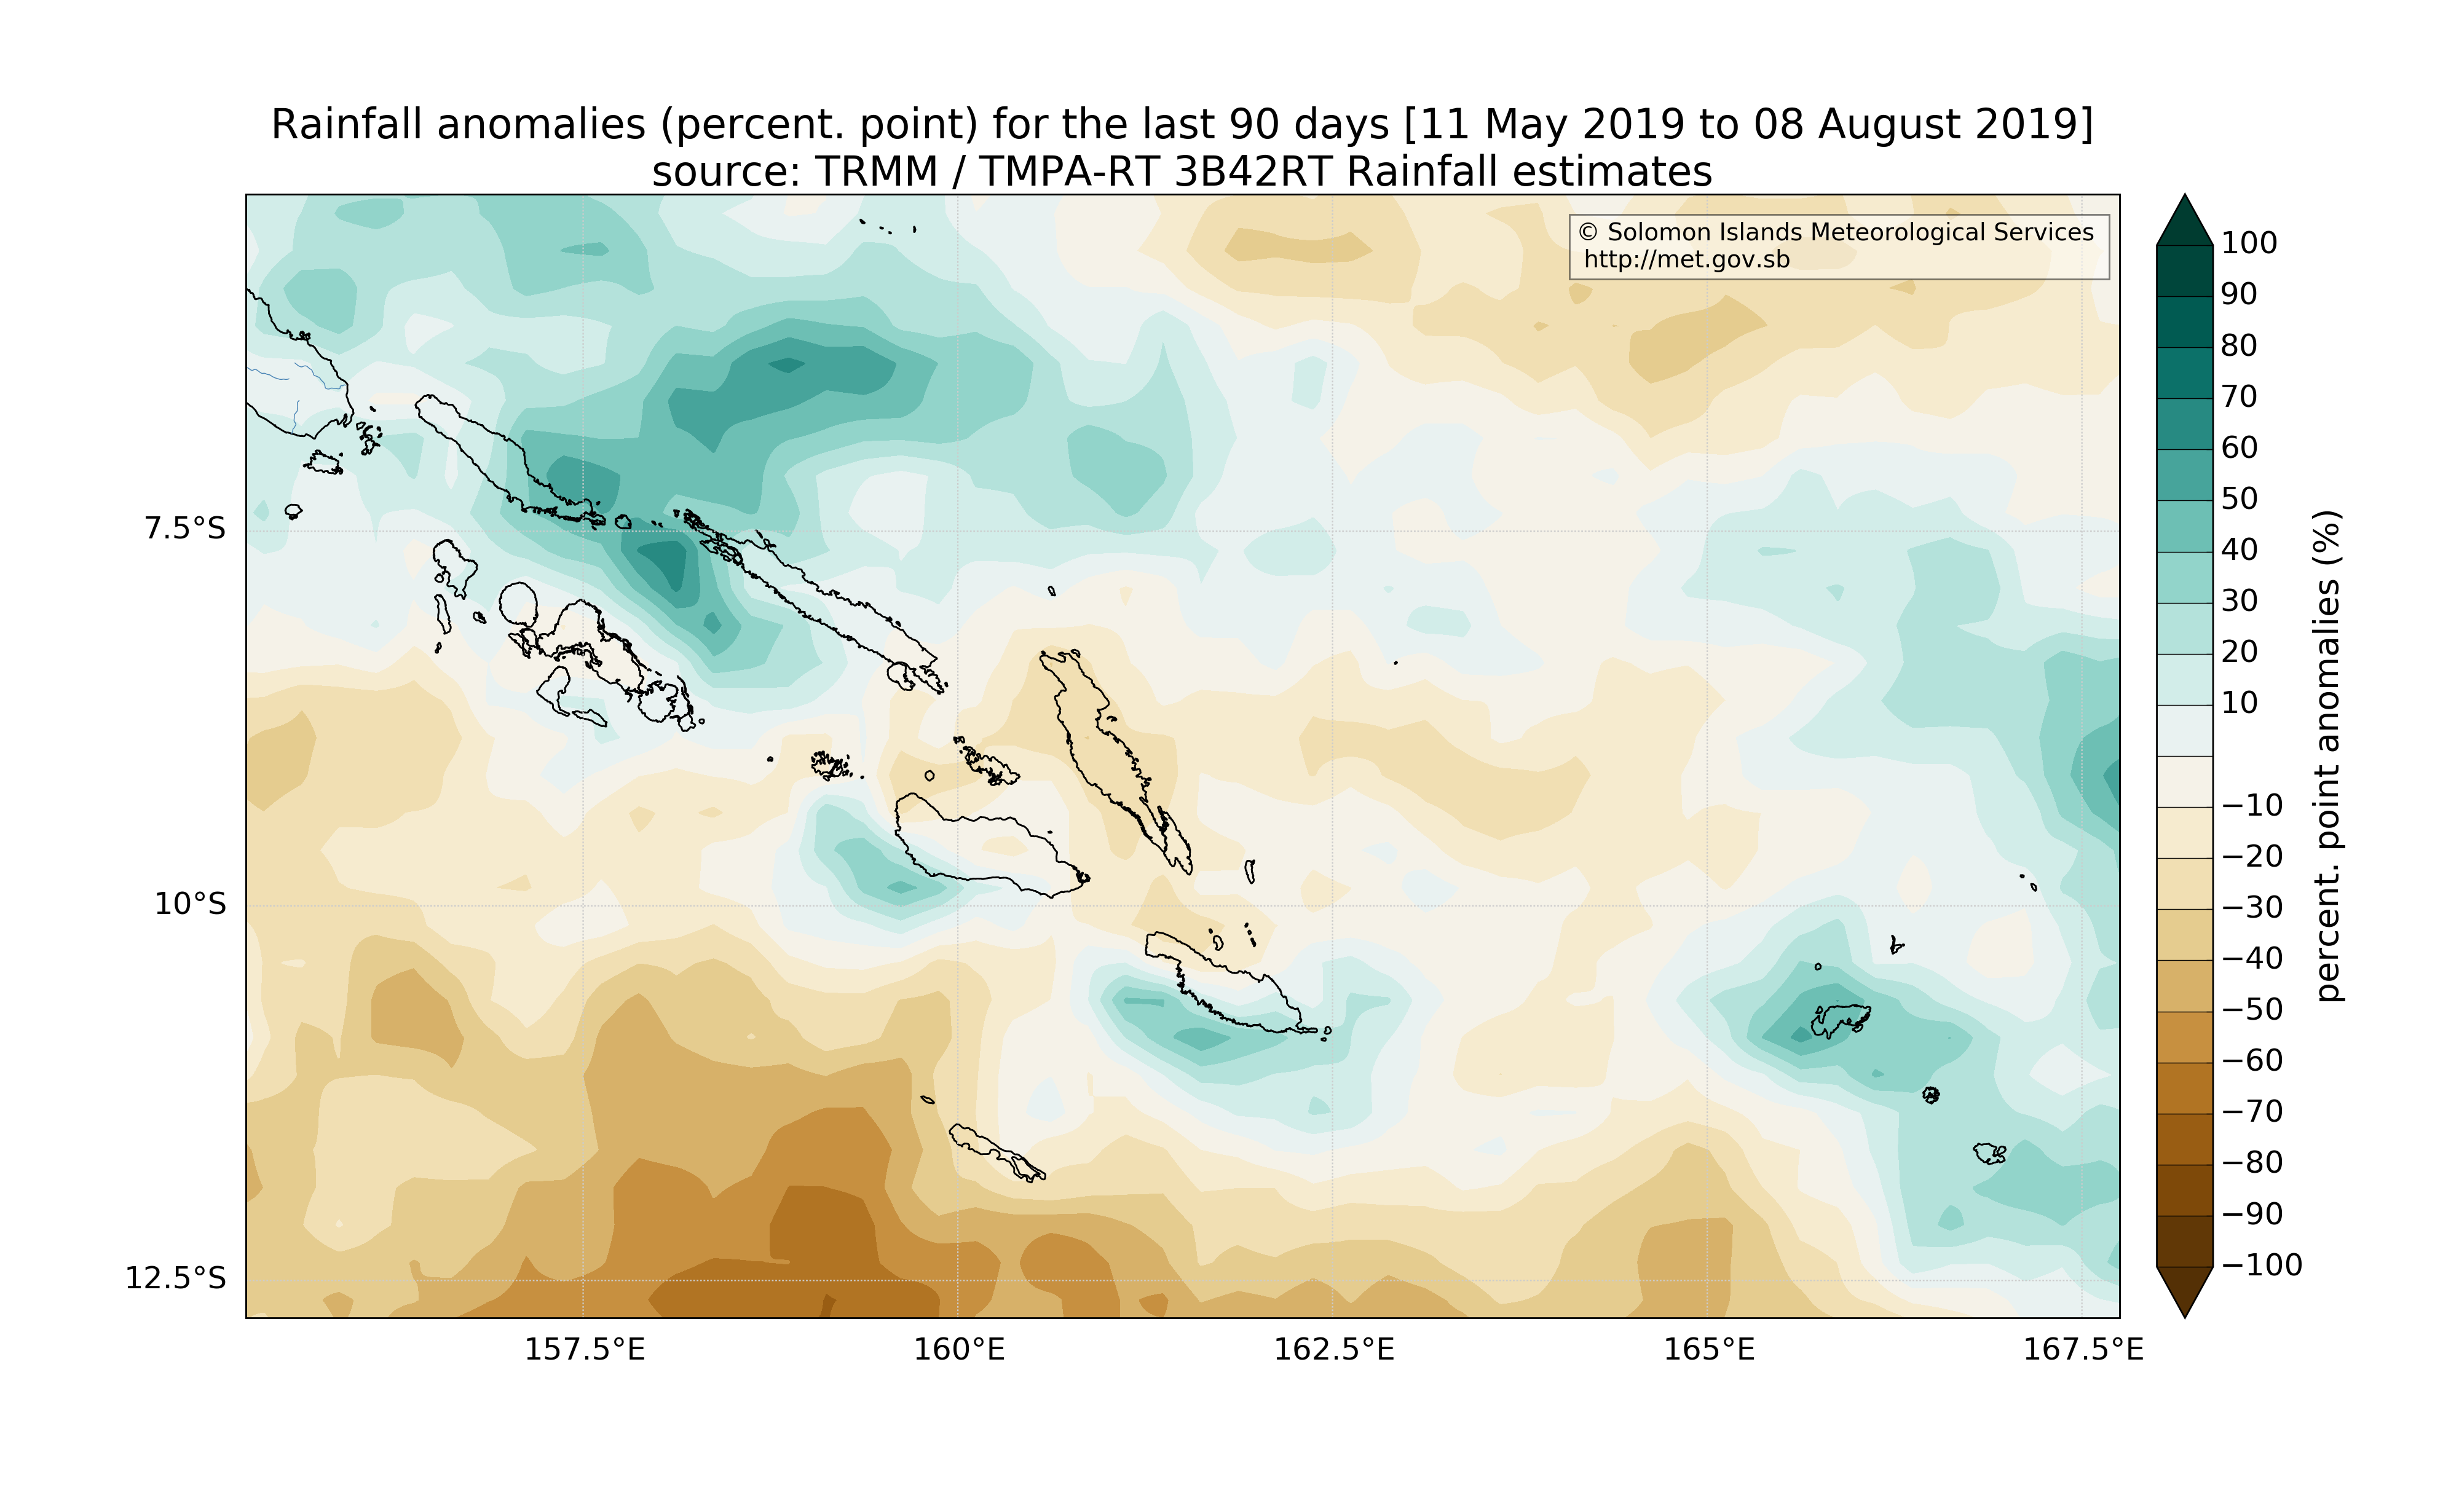 Rainfall anomalies (percent. point) for the last 90 days [11 May 2019 to 08 August 2019]
source: TRMM / TMPA-RT 3B42RT Rainfall estimates
© Solomon Islands Meteorological Services
http://met.gov.sb
7.5°S
10°S
12.5°S
157.5°E
160°E
162.5°E
165°E
167.5°E
100
90
80
70
60
50
40
30
20
10
−10
−20
−30
−40
−50
−60
−70
−80
−90
−100
percent. point anomalies (%)